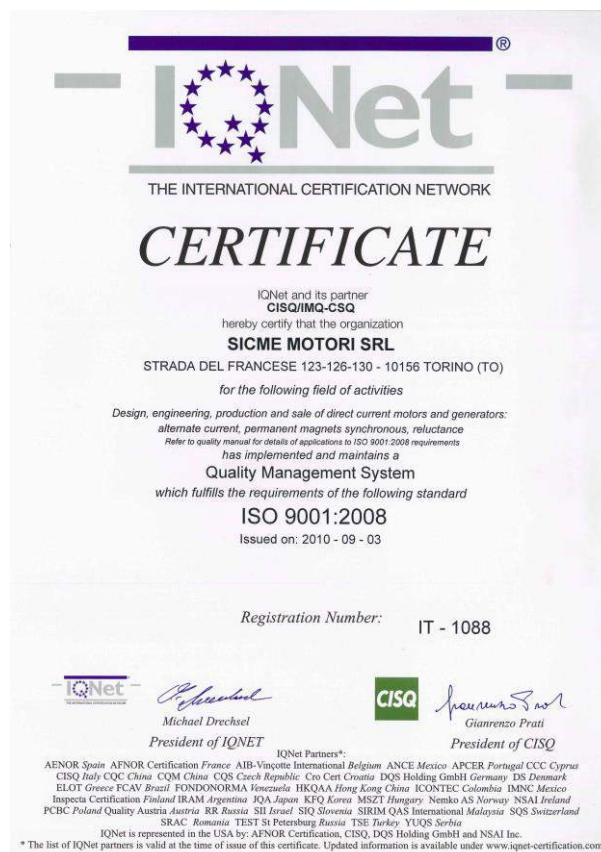 IQNet ®
THE INTERNATIONAL CERTIFICATION NETWORK
CERTIFICATE
IQNet and its partner
CISQ/IMQ-CSQ
hereby certify that the organization
SICME MOTORI SRL
STRADA DEL FRANCESE 123-126-130 - 10156 TORINO (TO)
for the following field of activities
Design, engineering, production and sale of direct current motors and generators:
alternate current, permanent magnets synchronous, reluctance
Refer to quality manual for details of applications to ISO 9001:2008 requirements
has implemented and maintains a
Quality Management System
which fulfills the requirements of the following standard
ISO 9001:2008
Issued on: 2010 - 09 - 03
Registration Number: IT - 1088
IQNet
THE INTERNATIONAL CERTIFICATION NETWORK
CISQ
Michael Drechsel
Gianrenzo Prati
President of IQNET
President of CISQ
IQNet Partners*:
AENOR Spain AFNOR Certification France AIB-Vinçotte International Belgium ANCE Mexico APCER Portugal CCC Cyprus
CISQ Italy CQC China CQM China CQS Czech Republic Cro Cert Croatia DQS Holding GmbH Germany DS Denmark
ELOT Greece FCAV Brazil FONDONORMA Venezuela HKQAA Hong Kong China ICONTEC Colombia IMNC Mexico
Inspecta Certification Finland IRAM Argentina JQA Japan KFQ Korea MSZT Hungary Nemko AS Norway NSAI Ireland
PCBC Poland Quality Austria Austria RR Russia SII Israel SIQ Slovenia SIRIM QAS International Malaysia SQS Switzerland
SRAC Romania TEST St Petersburg Russia TSE Turkey YUQS Serbia
IQNet is represented in the USA by: AFNOR Certification, CISQ, DQS Holding GmbH and NSAI Inc.
* The list of IQNet partners is valid at the time of issue of this certificate. Updated information is available under www.iqnet-certification.com